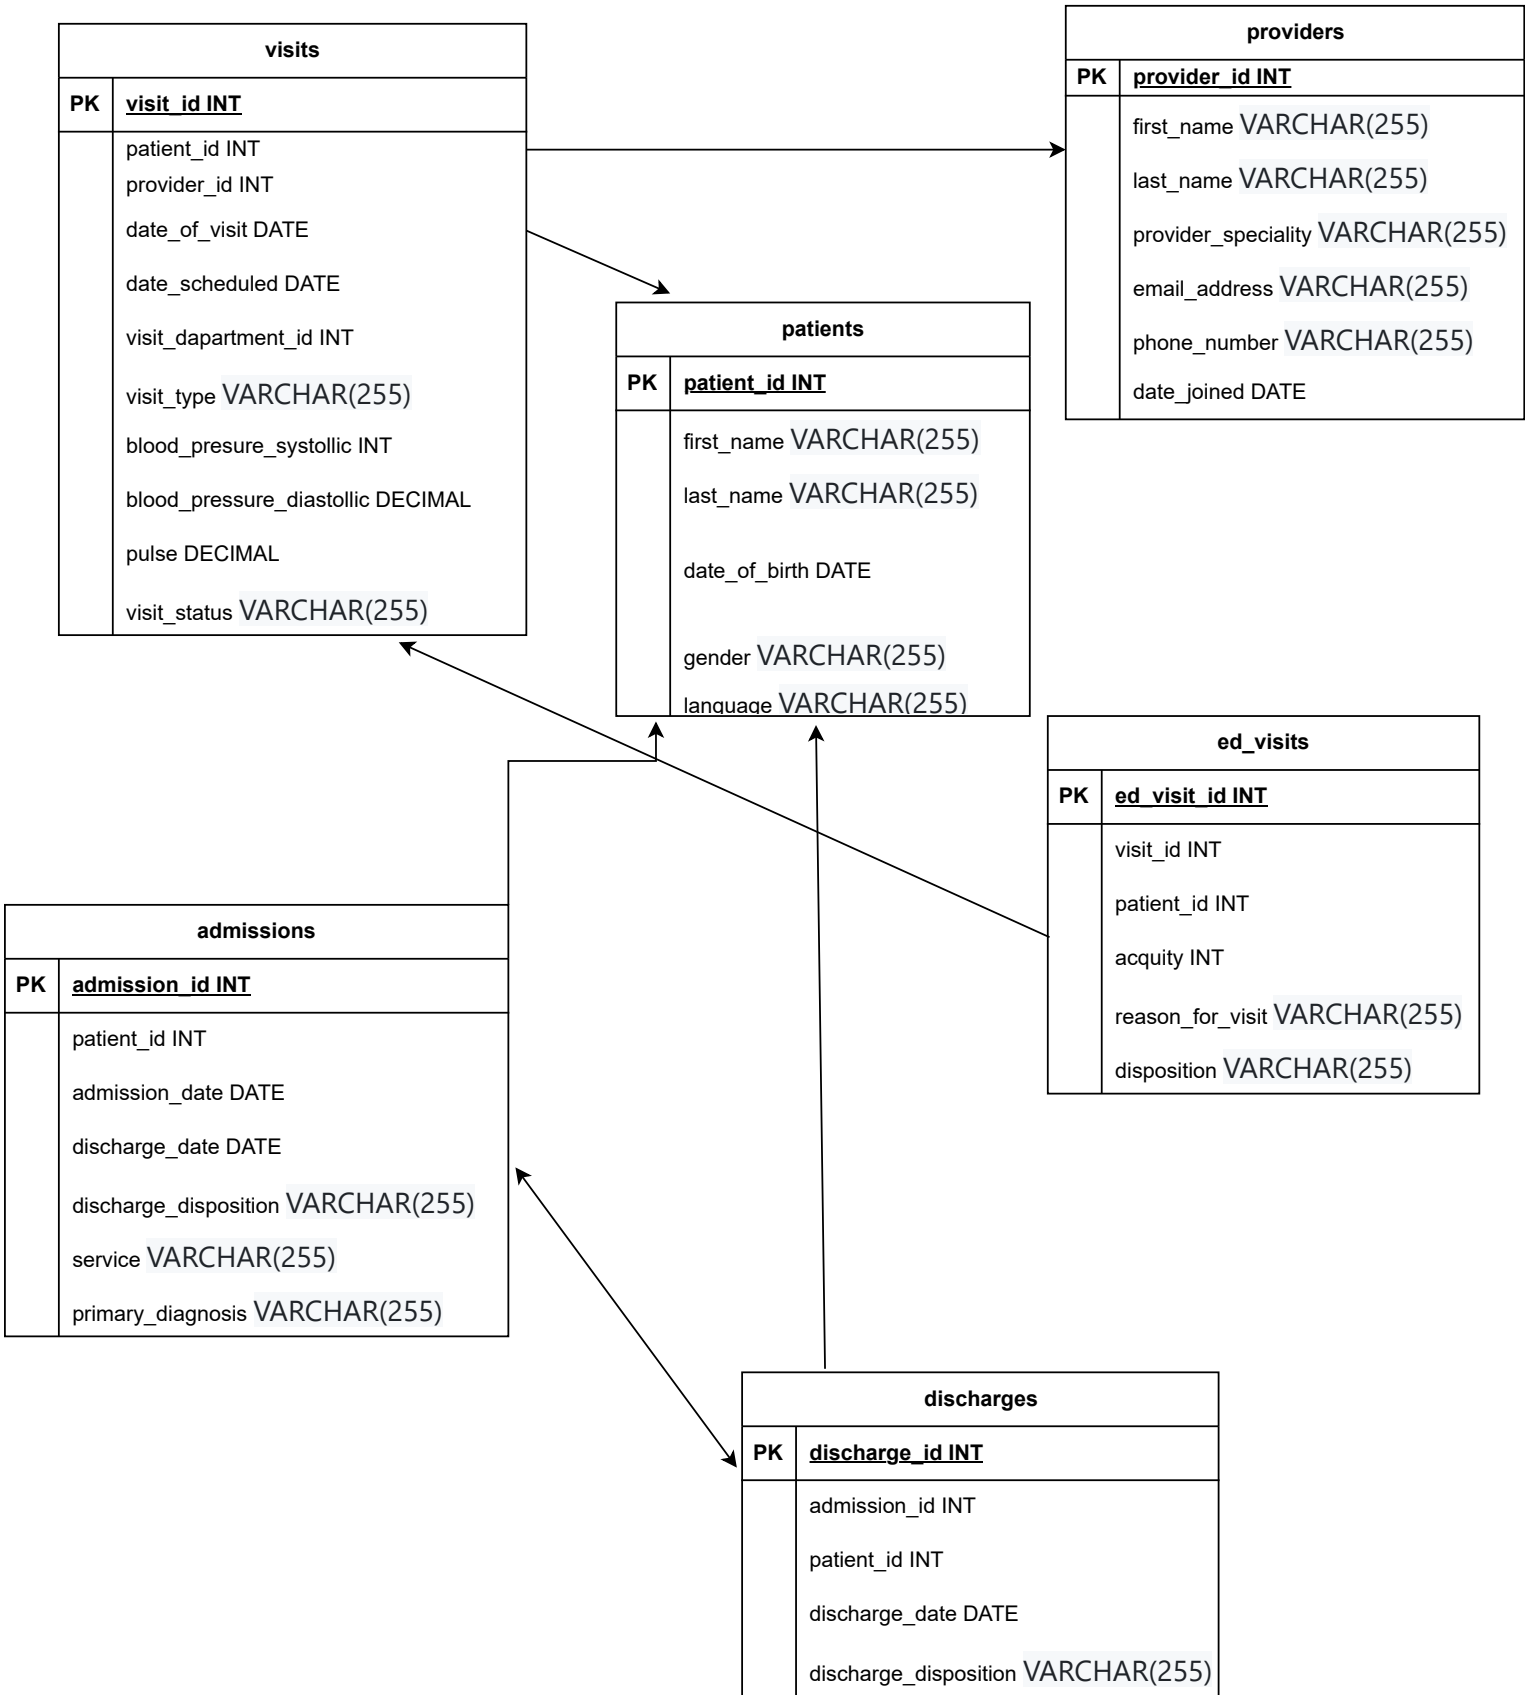 visits
PK visit_id INT
patient_id INT
provider_id INT
date_of_visit DATE
date_scheduled DATE
visit_dapartment_id INT
visit_type VARCHAR(255)
blood_presure_systollic INT
blood_pressure_diastollic DECIMAL
pulse DECIMAL
visit_status VARCHAR(255)
providers
PK provider_id INT
first_name VARCHAR(255)
last_name VARCHAR(255)
provider_speciality VARCHAR(255)
email_address VARCHAR(255)
phone_number VARCHAR(255)
date_joined DATE
patients
PK patient_id INT
first_name VARCHAR(255)
last_name VARCHAR(255)
date_of_birth DATE
gender VARCHAR(255)
language VARCHAR(255)
ed_visits
PK ed_visit_id INT
visit_id INT
patient_id INT
acquity INT
reason_for_visit VARCHAR(255)
disposition VARCHAR(255)
admissions
PK admission_id INT
patient_id INT
admission_date DATE
discharge_date DATE
discharge_disposition VARCHAR(255)
service VARCHAR(255)
primary_diagnosis VARCHAR(255)
discharges
PK discharge_id INT
admission_id INT
patient_id INT
discharge_date DATE
discharge_disposition VARCHAR(255)